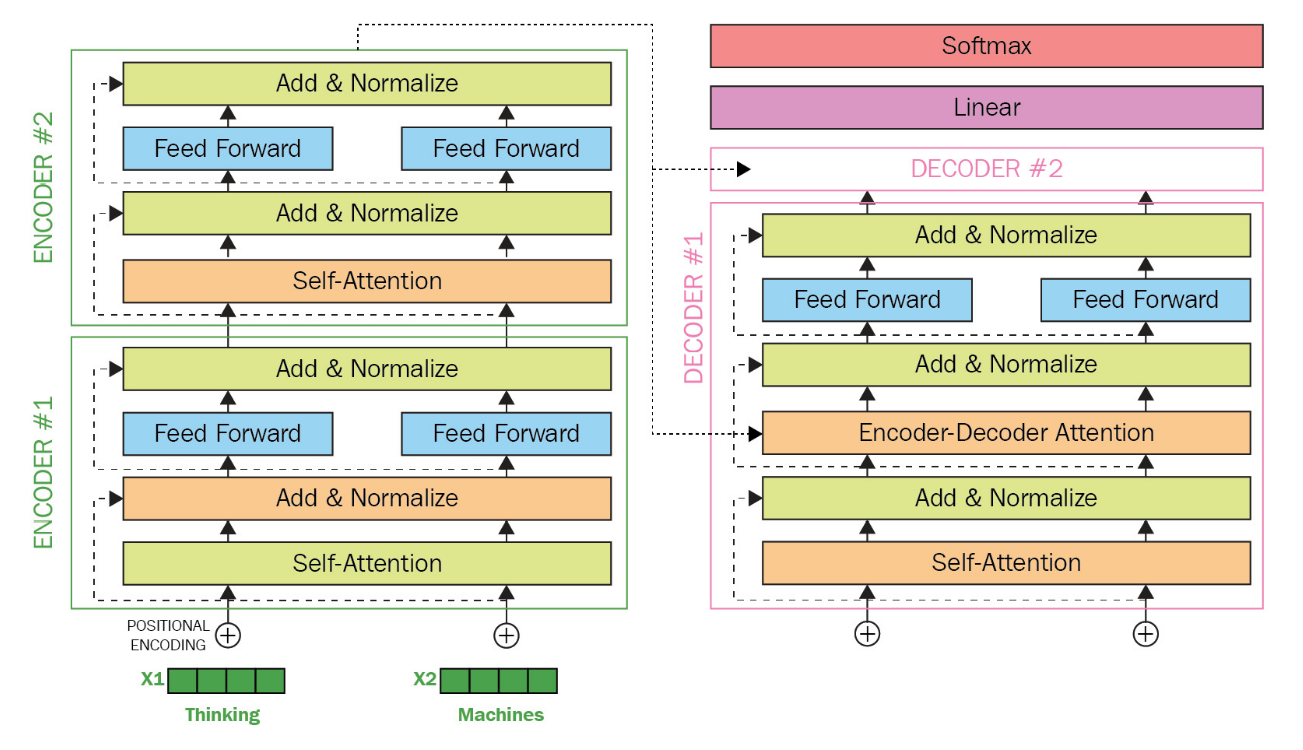 ENCODER #2
Add & Normalize
Feed Forward
Feed Forward
Add & Normalize
Self-Attention
ENCODER #1
Add & Normalize
Feed Forward
Feed Forward
Add & Normalize
Self-Attention
POSITIONAL
ENCODING
X1
X2
Thinking
Machines
Softmax
Linear
DECODER #2
DECODER #1
Add & Normalize
Feed Forward
Feed Forward
Add & Normalize
Encoder-Decoder Attention
Add & Normalize
Self-Attention